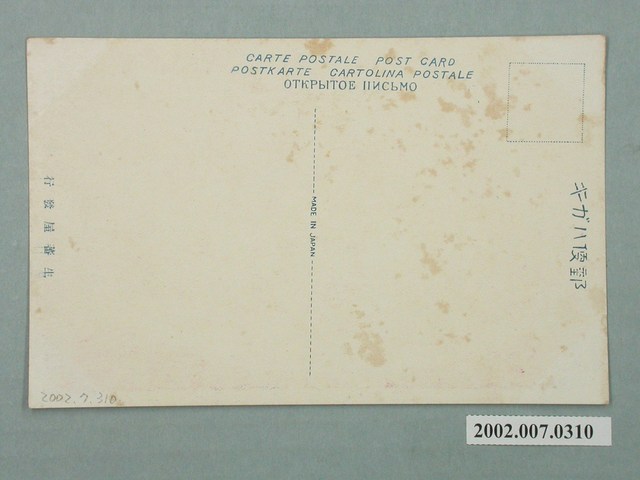 CARTE POSTALE POST CARD
POSTKARTE CARTOLINA POSTALE
ОТКРЫТОЕ ПИСЬМО
MADE IN JAPAN
行發屋蕃生
キガハ便郵
2002.7.310
2002.007.0310